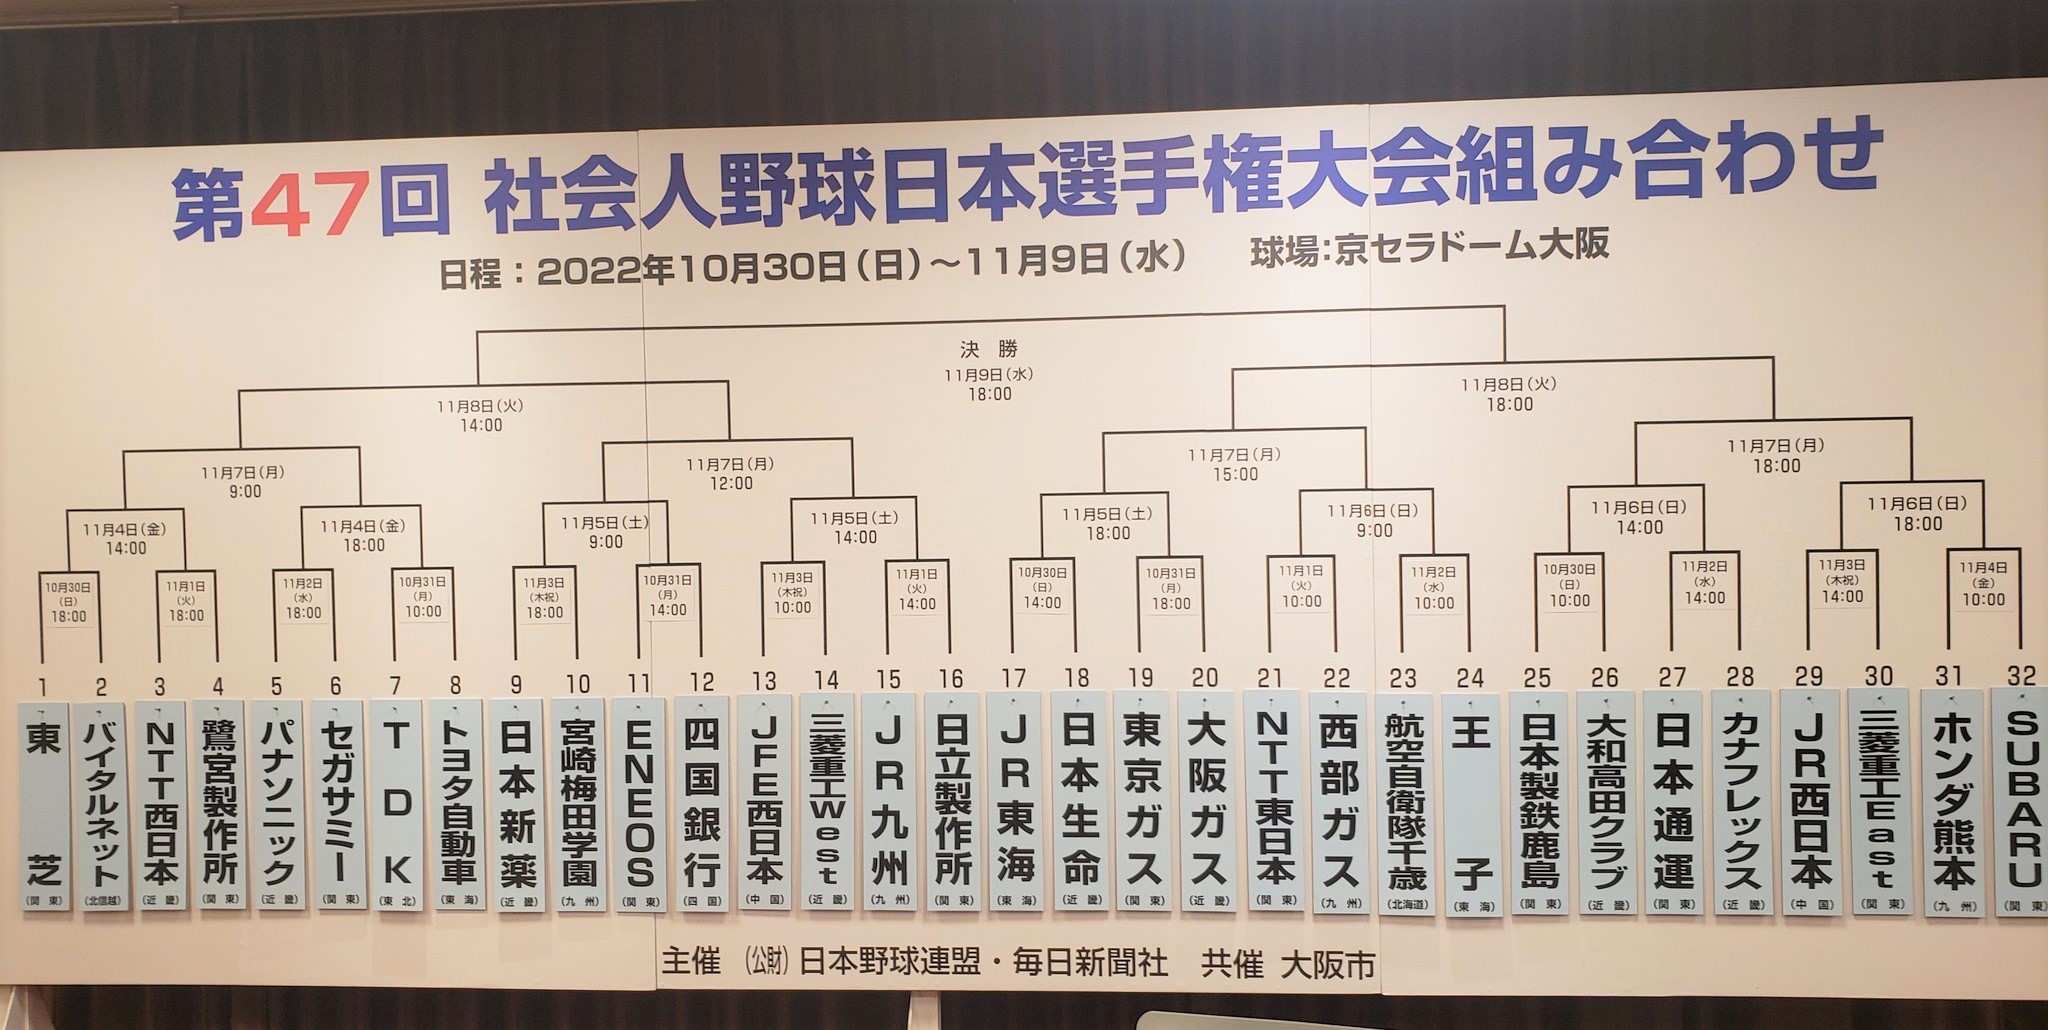 第47回 社会人野球日本選手権大会組み合わせ
日程：2022年10月30日（日）～11月9日（水） 球場：京セラドーム大阪
決 勝
11月9日（水）
18:00
11月8日（火）
14:00
11月8日（火）
18:00
11月7日（月）
9:00
11月7日（月）
12:00
11月7日（月）
15:00
11月7日（月）
18:00
11月4日（金）
14:00
11月4日（金）
18:00
11月5日（土）
9:00
11月5日（土）
14:00
11月5日（土）
18:00
11月6日（日）
9:00
11月6日（日）
14:00
11月6日（日）
18:00
10月30日
（日）
18:00
11月1日
（火）
18:00
11月2日
（水）
18:00
10月31日
（月）
10:00
11月3日
（木祝）
18:00
10月31日
（月）
14:00
11月3日
（木祝）
10:00
11月1日
（火）
14:00
10月30日
（日）
14:00
10月31日
（月）
18:00
11月1日
（火）
10:00
11月2日
（水）
10:00
10月30日
（日）
10:00
11月2日
（水）
14:00
11月3日
（木祝）
14:00
11月4日
（金）
10:00
1 2 3 4 5 6 7 8 9 10 11 12 13 14 15 16 17 18 19 20 21 22 23 24 25 26 27 28 29 30 31 32
東芝
（関東）
バイタルネット
（北信越）
NTT西日本
（近畿）
鷺宮製作所
（関東）
パナソニック
（近畿）
セガサミー
（関東）
TDK
（東北）
トヨタ自動車
（東海）
日本新薬
（近畿）
宮崎梅田学園
（九州）
ENEOS
（関東）
四国銀行
（四国）
JFE西日本
（中国）
三菱重工West
（近畿）
JR九州
（九州）
日立製作所
（関東）
JR東海
（東海）
日本生命
（近畿）
東京ガス
（関東）
大阪ガス
（近畿）
NTT東日本
（関東）
西部ガス
（九州）
航空自衛隊千歳
（北海道）
王子
（東海）
日本製鉄鹿島
（関東）
大和高田クラブ
（近畿）
日本通運
（関東）
カナフレックス
（近畿）
JR西日本
（中国）
三菱重工East
（関東）
ホンダ熊本
（九州）
SUBARU
（関東）
主催 （公財）日本野球連盟・毎日新聞社 共催 大阪市